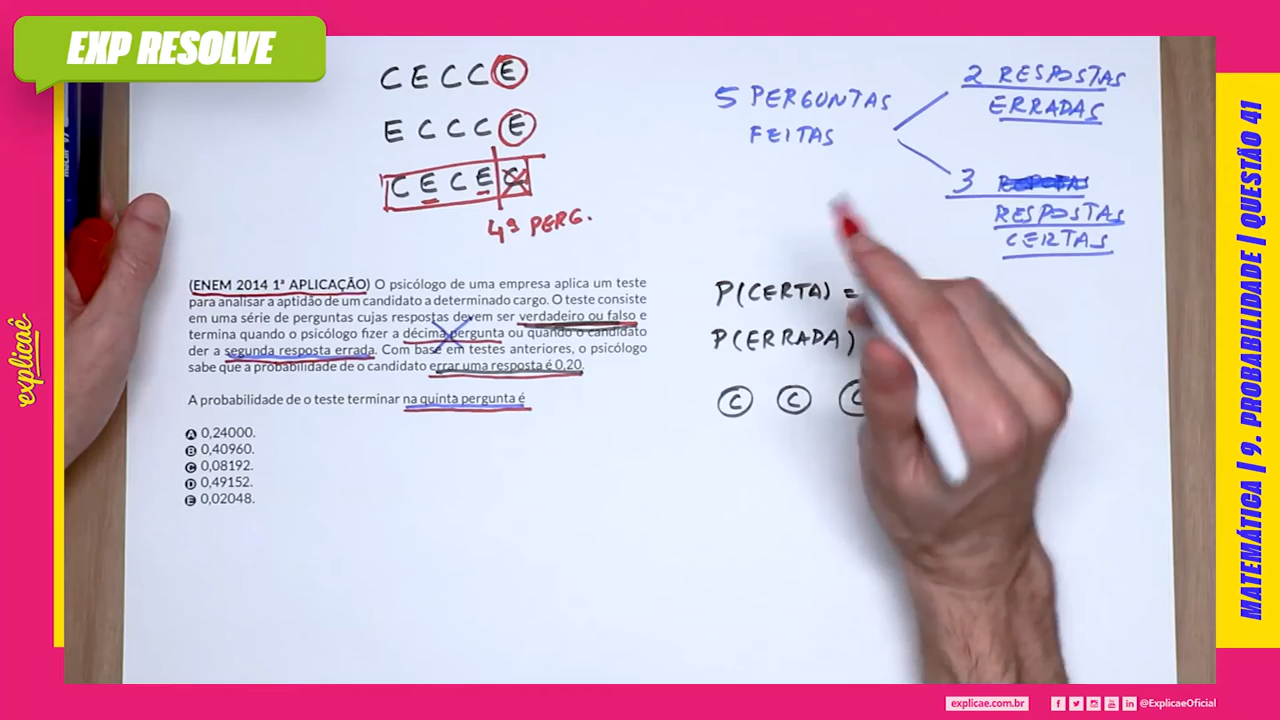 EXP RESOLVE
C E C C E
E C C C E
C E C E
4ª PERG.
5 PERGUNTAS
FEITAS
2 RESPOSTAS
ERRADAS
3
RESPOSTAS
CERTAS
(ENEM 2014 1ª APLICAÇÃO) O psicólogo de uma empresa aplica um teste
para analisar a aptidão de um candidato a determinado cargo. O teste consiste
em uma série de perguntas cujas respostas devem ser verdadeiro ou falso e
termina quando o psicólogo fizer a décima pergunta ou quando o candidato
der a segunda resposta errada. Com base em testes anteriores, o psicólogo
sabe que a probabilidade de o candidato errar uma resposta é 0,20.
A probabilidade de o teste terminar na quinta pergunta é
A 0,24000.
B 0,40960.
C 0,08192.
D 0,49152.
E 0,02048.
P(CERTA) =
P(ERRADA)
C C C
explicaê
MATEMÁTICA | 9. PROBABILIDADE | QUESTÃO 41
explicae.com.br
@ExplicaeOficial